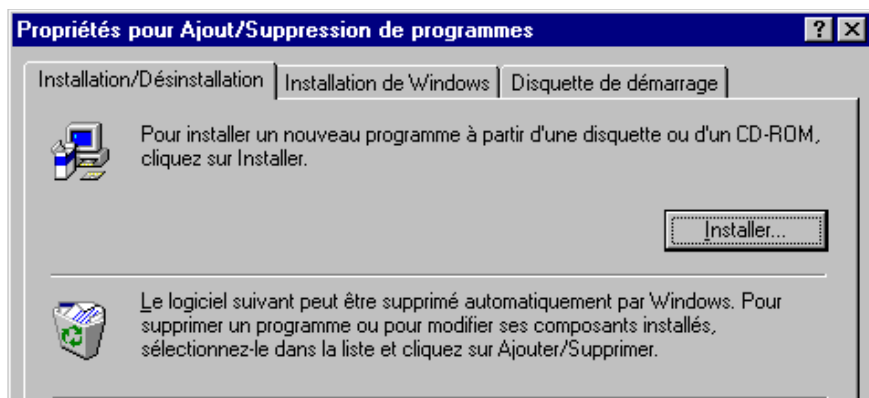 Propriétés pour Ajout/Suppression de programmes
Installation/Désinstallation
Installation de Windows
Disquette de démarrage
Pour installer un nouveau programme à partir d'une disquette ou d'un CD-ROM,
cliquez sur Installer.
Installer...
Le logiciel suivant peut être supprimé automatiquement par Windows. Pour
supprimer un programme ou pour modifier ses composants installés,
sélectionnez-le dans la liste et cliquez sur Ajouter/Supprimer.